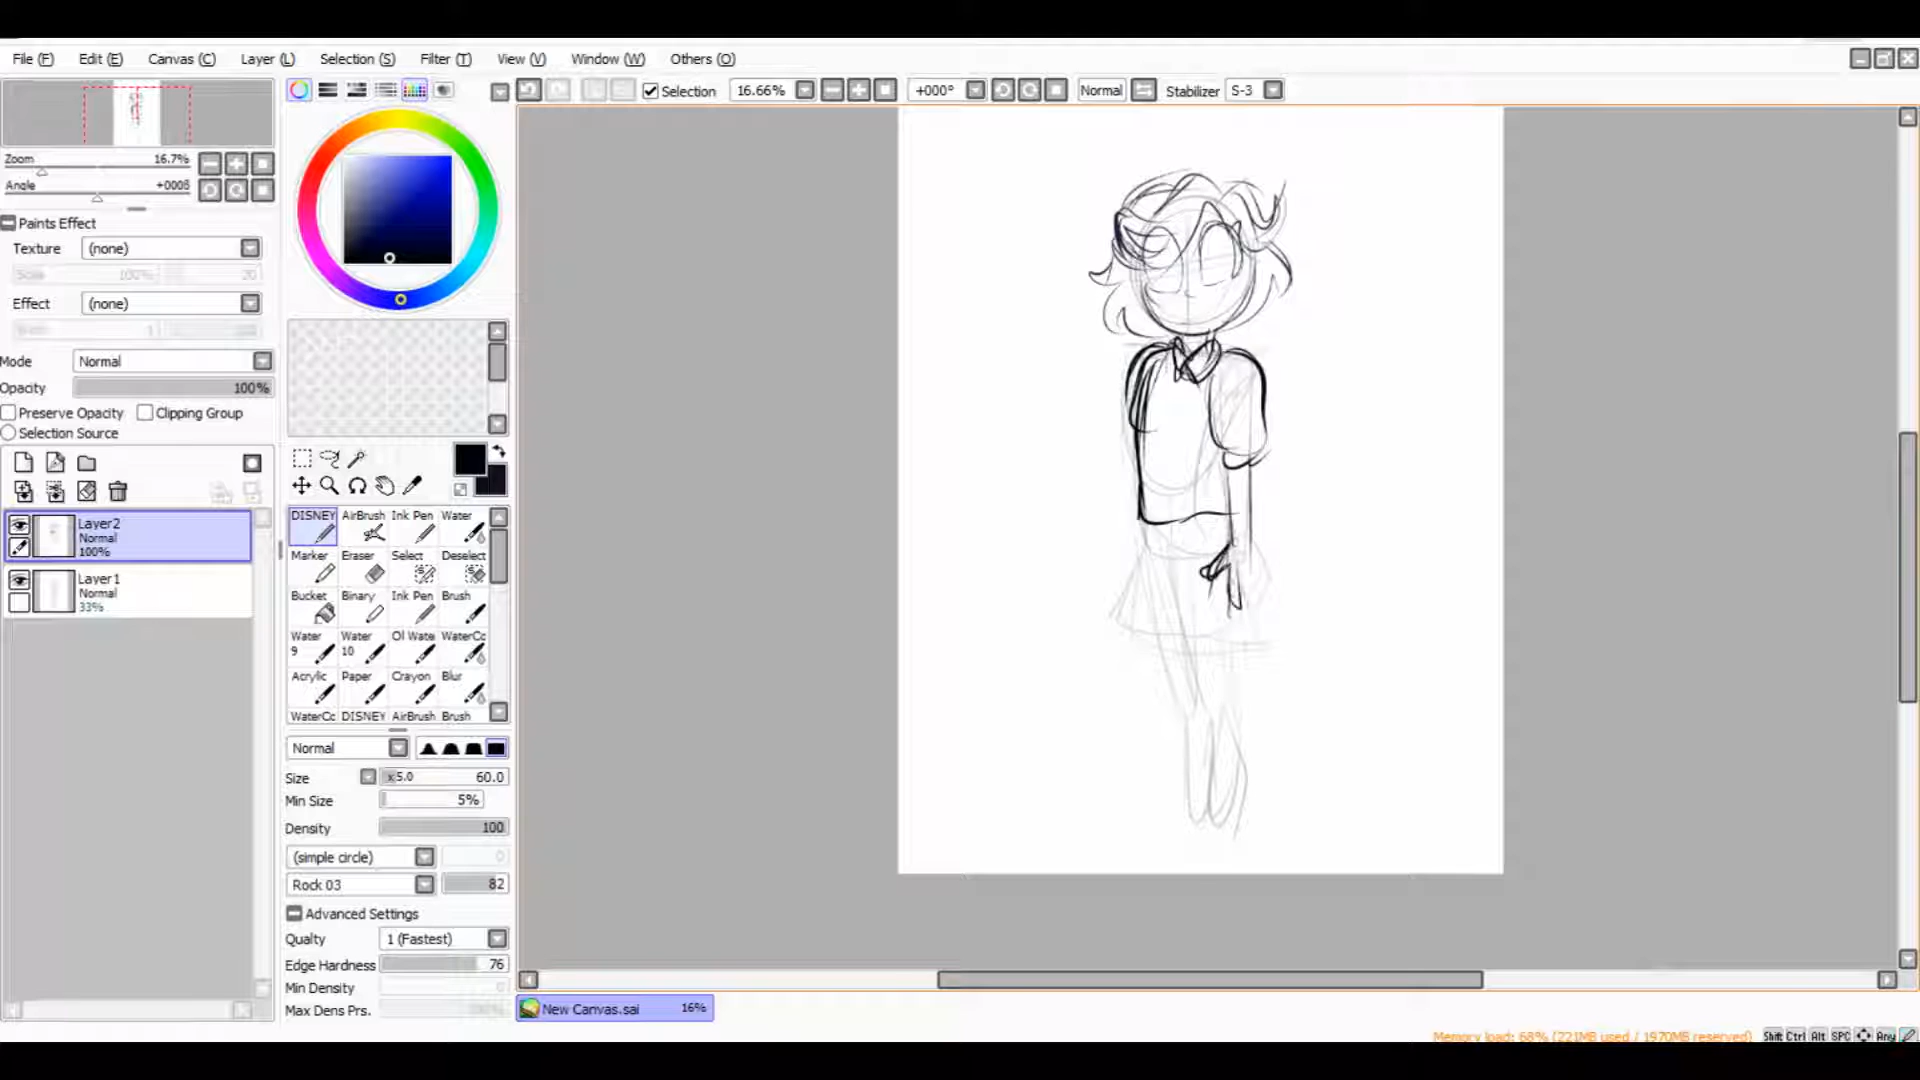 File (F) Edit (E) Canvas (C) Layer (L) Selection (S) Filter (T) View (V) Window (W) Others (O)
Selection 16.66% +000° Normal Stabilizer S-3
Zoom 16.7%
Angle
Paints Effect
Texture (none)
Scale 100% 20
Effect (none)
Mode Normal
Opacity 100%
Preserve Opacity Clipping Group
Selection Source
Layer2
Normal
100%
Layer1
Normal
33%
DISNEY AirBrush Ink Pen Water
Marker Eraser Select Deselect
Bucket Binary Ink Pen Brush
Water 9 Water 10 Ol Wate WaterCc
Acrylic Paper Crayon Blur
WaterCc DISNEY AirBrush Brush
Normal
Size x5.0 60.0
Min Size 5%
Density 100
(simple circle)
Rock 03 82
Advanced Settings
Qualty 1 (Fastest)
Edge Hardness 76
Min Density
Max Dens Prs.
New Canvas.sai 16%
Memory load: 68% (221MB used / 1970MB reserved) Shift Ctrl Alt SPC Any